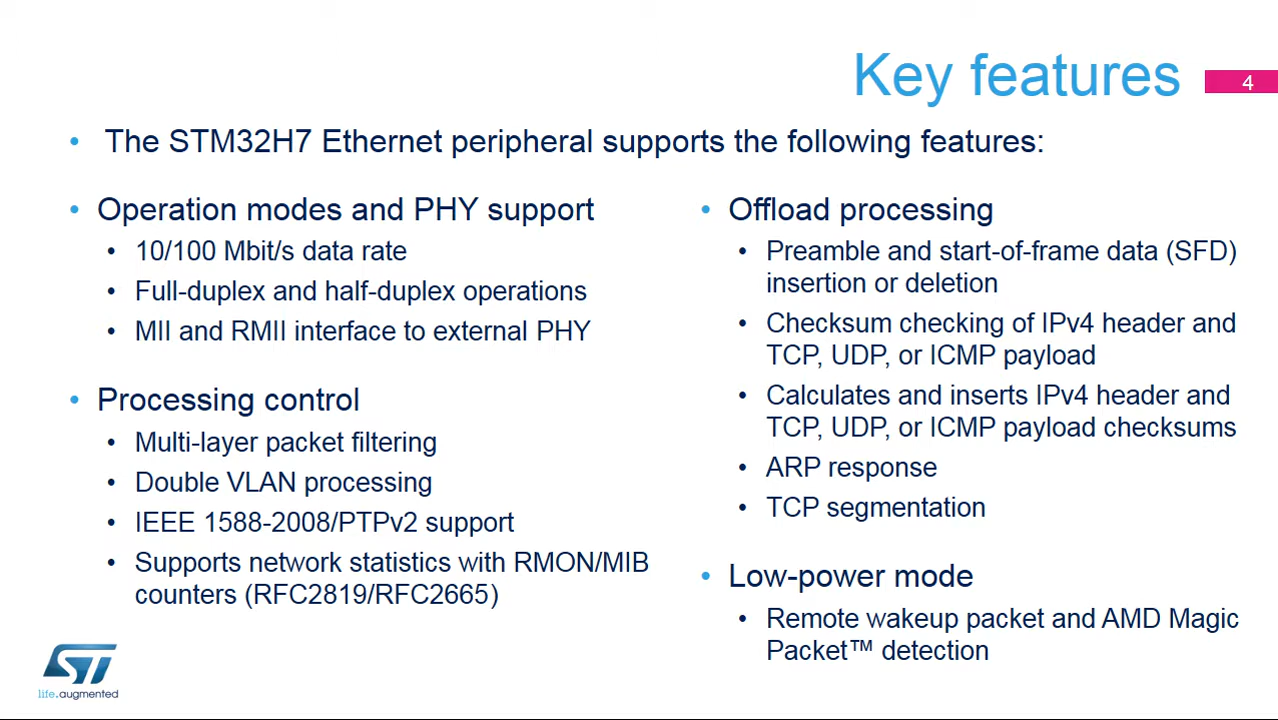 Key features
4
• The STM32H7 Ethernet peripheral supports the following features:
• Operation modes and PHY support
• 10/100 Mbit/s data rate
• Full-duplex and half-duplex operations
• MII and RMII interface to external PHY
• Processing control
• Multi-layer packet filtering
• Double VLAN processing
• IEEE 1588-2008/PTPv2 support
• Supports network statistics with RMON/MIB
counters (RFC2819/RFC2665)
• Offload processing
• Preamble and start-of-frame data (SFD)
insertion or deletion
• Checksum checking of IPv4 header and
TCP, UDP, or ICMP payload
• Calculates and inserts IPv4 header and
TCP, UDP, or ICMP payload checksums
• ARP response
• TCP segmentation
• Low-power mode
• Remote wakeup packet and AMD Magic
Packet™ detection
ST
life.augmented